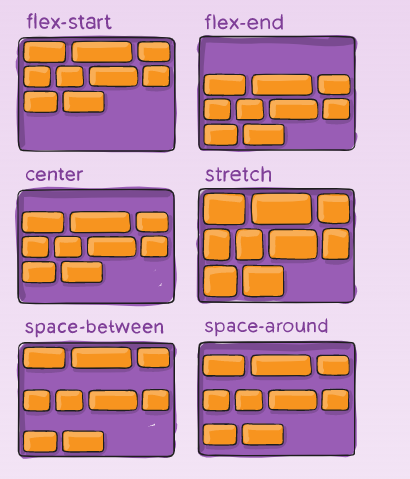 flex-start
flex-end
center
stretch
space-between
space-around